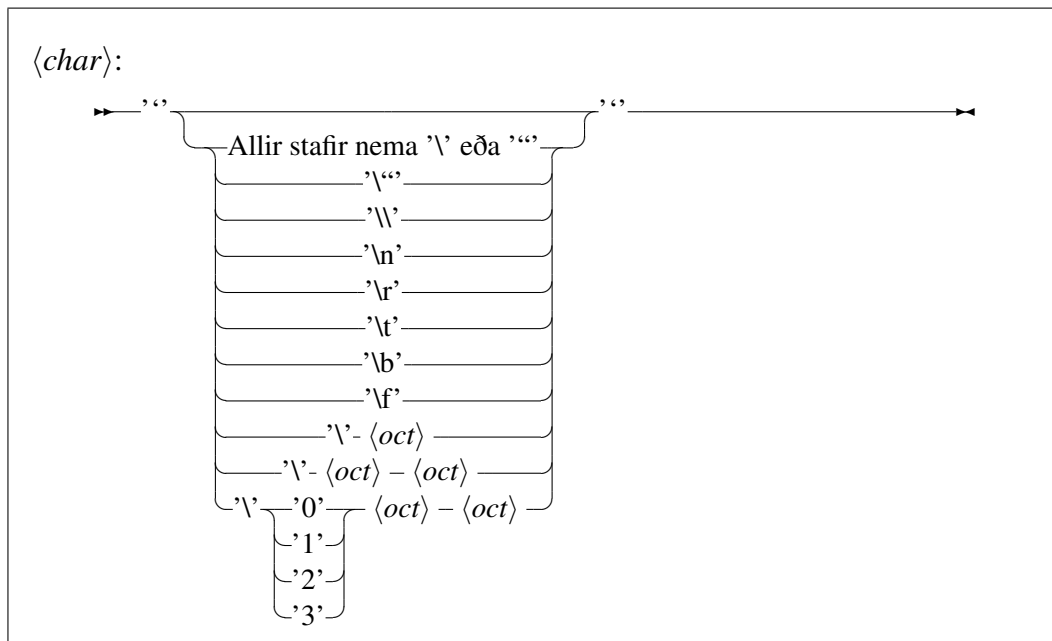 ⟨char⟩:
’‘’ ’‘’
Allir stafir nema ’\’ eða ’“’
’\“’
’\\’
’\n’
’\r’
’\t’
’\b’
’\f’
’\’ ⟨oct⟩
’\’ ⟨oct⟩ – ⟨oct⟩
’\’ ’0’ ⟨oct⟩ – ⟨oct⟩
’1’
’2’
’3’